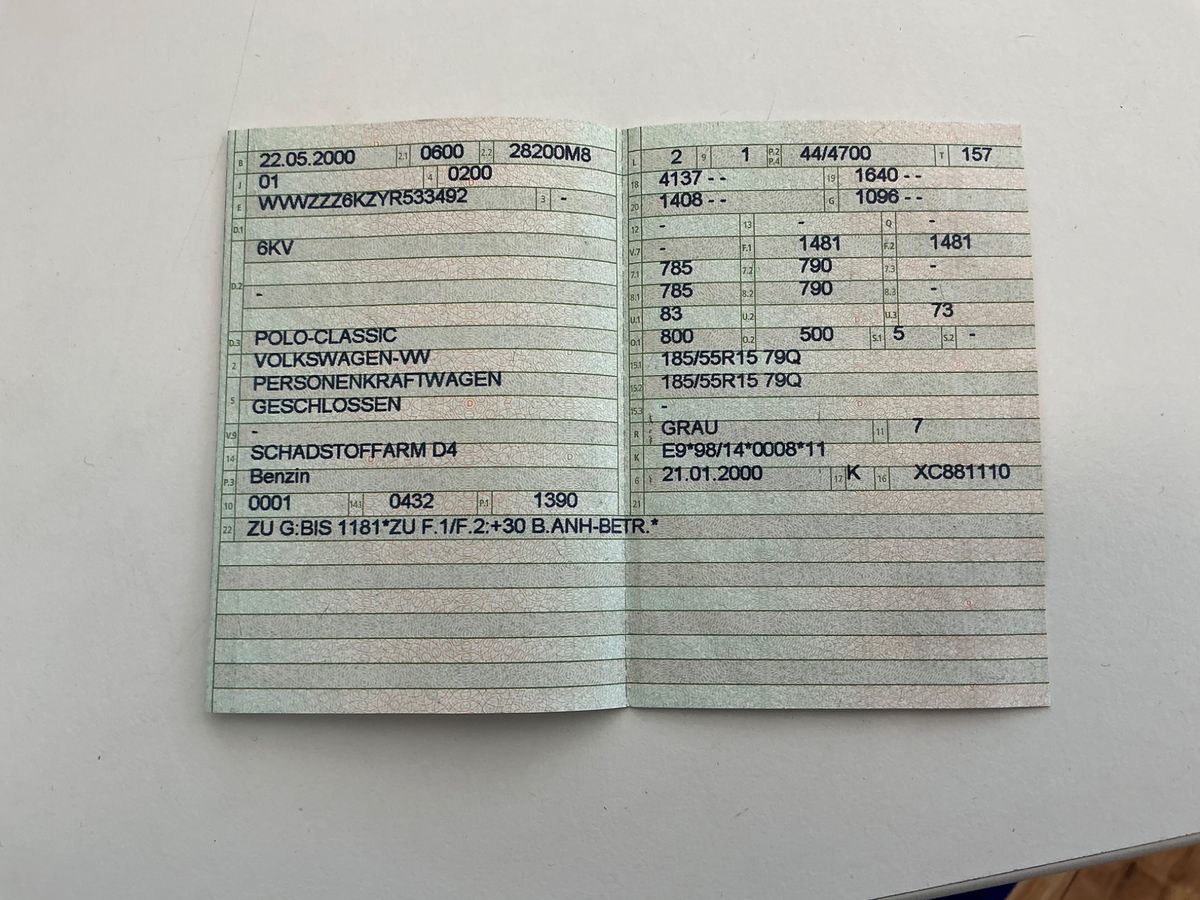 B 22.05.2000 2.1 0600 2.2 28200M8
J 01 4 0200
E WVWZZZ6KZYR533492 3 -
D.1
6KV
D.2 -
D.3 POLO-CLASSIC
2 VOLKSWAGEN-VW
5 PERSONENKRAFTWAGEN
GESCHLOSSEN
V.9 -
14 SCHADSTOFFARM D4
P.3 Benzin
10 0001 14.1 0432 P.1 1390
22 ZU G:BIS 1181*ZU F.1/F.2:+30 B.ANH-BETR.*
L 2 9 1 P.2 P.4 44/4700 T 157
18 4137 - - 19 1640 - -
20 1408 - - G 1096 - -
12 - 13 - Q -
V.7 - F.1 1481 F.2 1481
7.1 785 7.2 790 7.3 -
8.1 785 8.2 790 8.3 -
U.1 83 U.2 U.3 73
O.1 800 O.2 500 S.1 5 S.2 -
15.1 185/55R15 79Q
15.2 185/55R15 79Q
15.3 -
R GRAU 11 7
K E9*98/14*0008*11
6 21.01.2000 17 K 16 XC881110
21